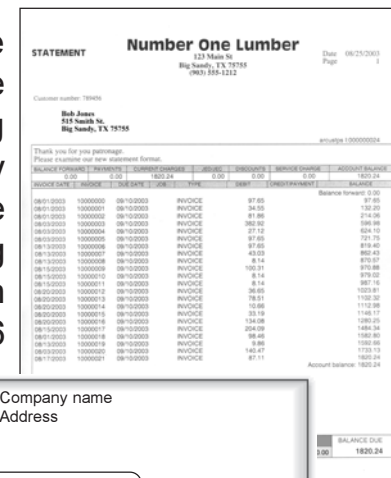 STATEMENT
Number One Lumber
123 Main St
Big Sandy, TX 75755
(903) 555-1212
Date 08/25/2003
Page 1
Customer number: 789456
Bob Jones
515 Smith St.
Big Sandy, TX 75755
Thank you for you patronage.
Please examine our new statement format.
BALANCE FORWARD PAYMENTS CURRENT CHARGES DISCOUNTS SERVICE CHARGE ACCOUNT BALANCE
0.00 0.00 1820.24 0.00 0.00 1820.24
INVOICE DATE INVOICE DUE DATE JOB TYPE DEBIT CREDIT/PAYMENT BALANCE
Balance forward: 0.00
08/01/2003 10000000 09/10/2003 INVOICE 97.65 97.65
08/01/2003 10000001 09/10/2003 INVOICE 34.55 132.20
08/01/2003 10000002 09/10/2003 INVOICE 81.86 214.06
08/03/2003 10000003 09/10/2003 INVOICE 382.92 596.98
08/03/2003 10000004 09/10/2003 INVOICE 27.12 624.10
08/03/2003 10000005 09/10/2003 INVOICE 97.65 721.75
08/13/2003 10000006 09/10/2003 INVOICE 97.65 819.40
08/13/2003 10000007 09/10/2003 INVOICE 43.03 862.43
08/13/2003 10000008 09/10/2003 INVOICE 8.14 870.57
08/15/2003 10000009 09/10/2003 INVOICE 100.31 970.88
08/15/2003 10000010 09/10/2003 INVOICE 8.14 979.02
08/15/2003 10000011 09/10/2003 INVOICE 8.14 987.16
08/20/2003 10000012 09/10/2003 INVOICE 36.65 1023.81
08/20/2003 10000013 09/10/2003 INVOICE 78.51 1102.32
08/20/2003 10000014 09/10/2003 INVOICE 10.66 1112.98
08/20/2003 10000015 09/10/2003 INVOICE 33.19 1146.17
08/20/2003 10000016 09/10/2003 INVOICE 134.08 1280.25
08/15/2003 10000017 09/10/2003 INVOICE 204.09 1484.34
08/01/2003 10000018 09/10/2003 INVOICE 98.46 1582.80
08/13/2003 10000019 09/10/2003 INVOICE 9.86 1592.66
08/03/2003 10000020 09/10/2003 INVOICE 140.47 1733.13
08/17/2003 10000021 09/10/2003 INVOICE 87.11 1820.24
Account balance: 1820.24
Company name
Address
BALANCE DUE
1820.24